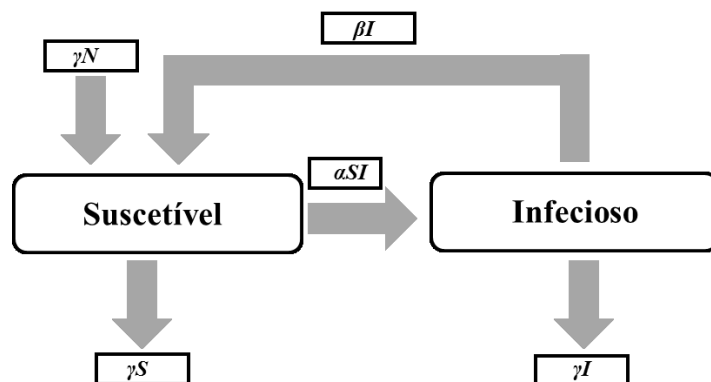 βI
γN
αSI
Suscetível
Infecioso
γS
γI